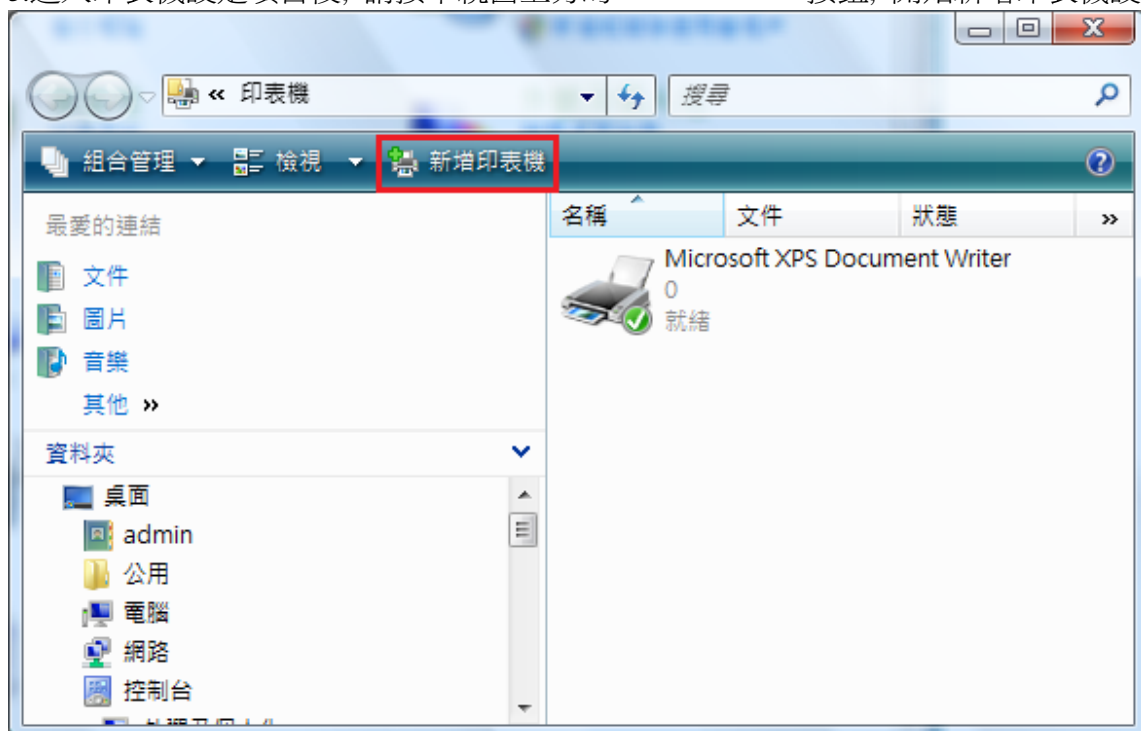 « 印表機
搜尋
組合管理 檢視 新增印表機
最愛的連結
文件
圖片
音樂
其他 »
資料夾
桌面
admin
公用
電腦
網路
控制台
名稱 文件 狀態 »
Microsoft XPS Document Writer
0
就緒